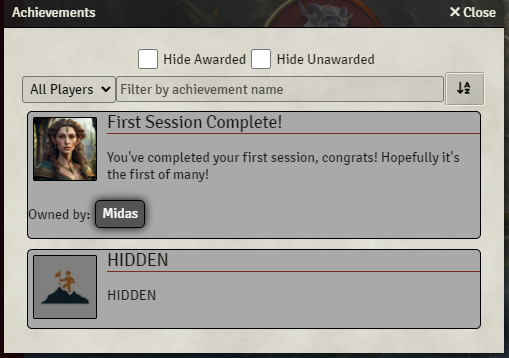 Achievements
✕ Close
Hide Awarded
Hide Unawarded
All Players
Filter by achievement name
First Session Complete!
You've completed your first session, congrats! Hopefully it's
the first of many!
Owned by: Midas
HIDDEN
HIDDEN